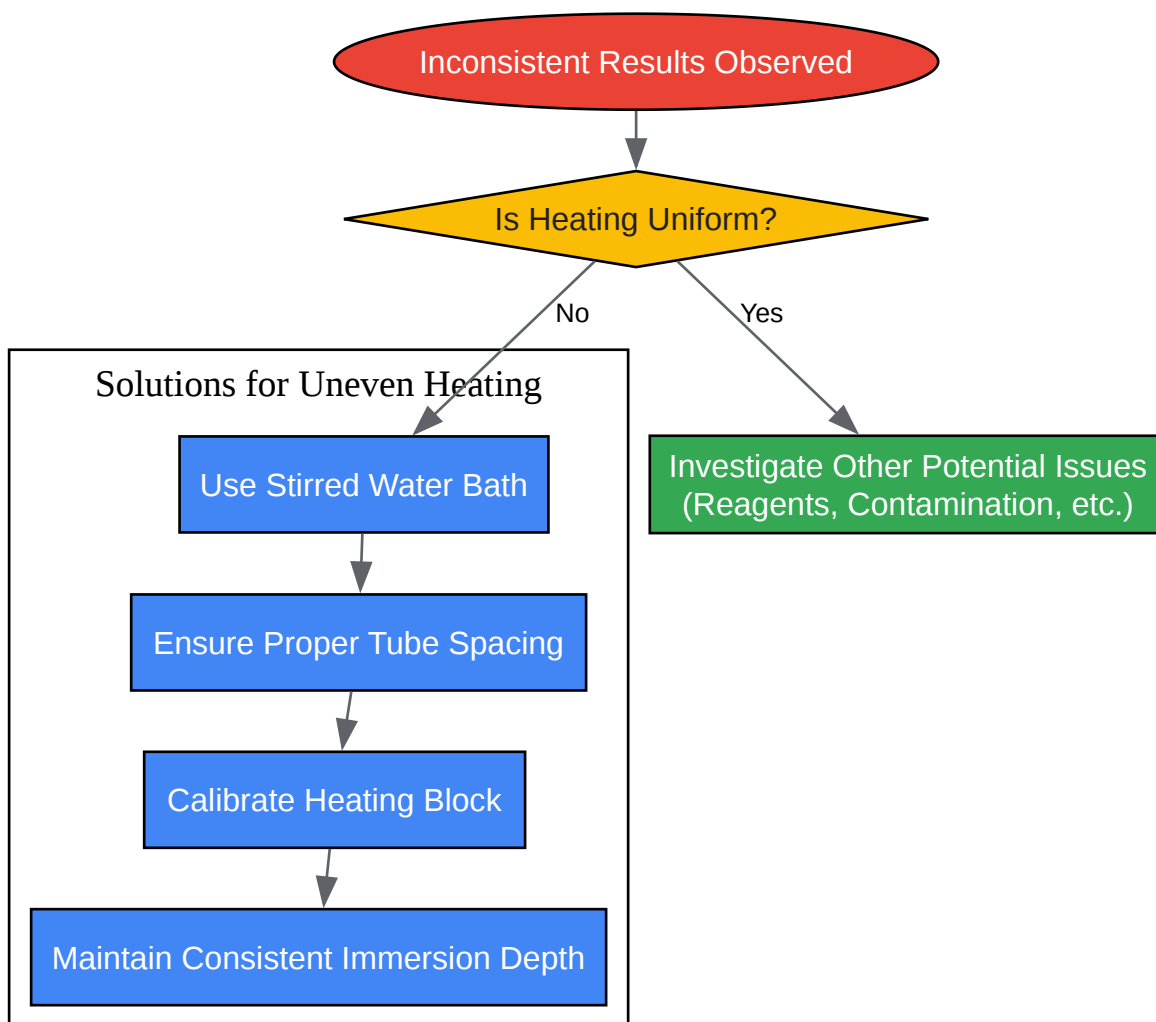 Inconsistent Results Observed
Is Heating Uniform?
No
Yes
Solutions for Uneven Heating
Use Stirred Water Bath
Investigate Other Potential Issues
(Reagents, Contamination, etc.)
Ensure Proper Tube Spacing
Calibrate Heating Block
Maintain Consistent Immersion Depth